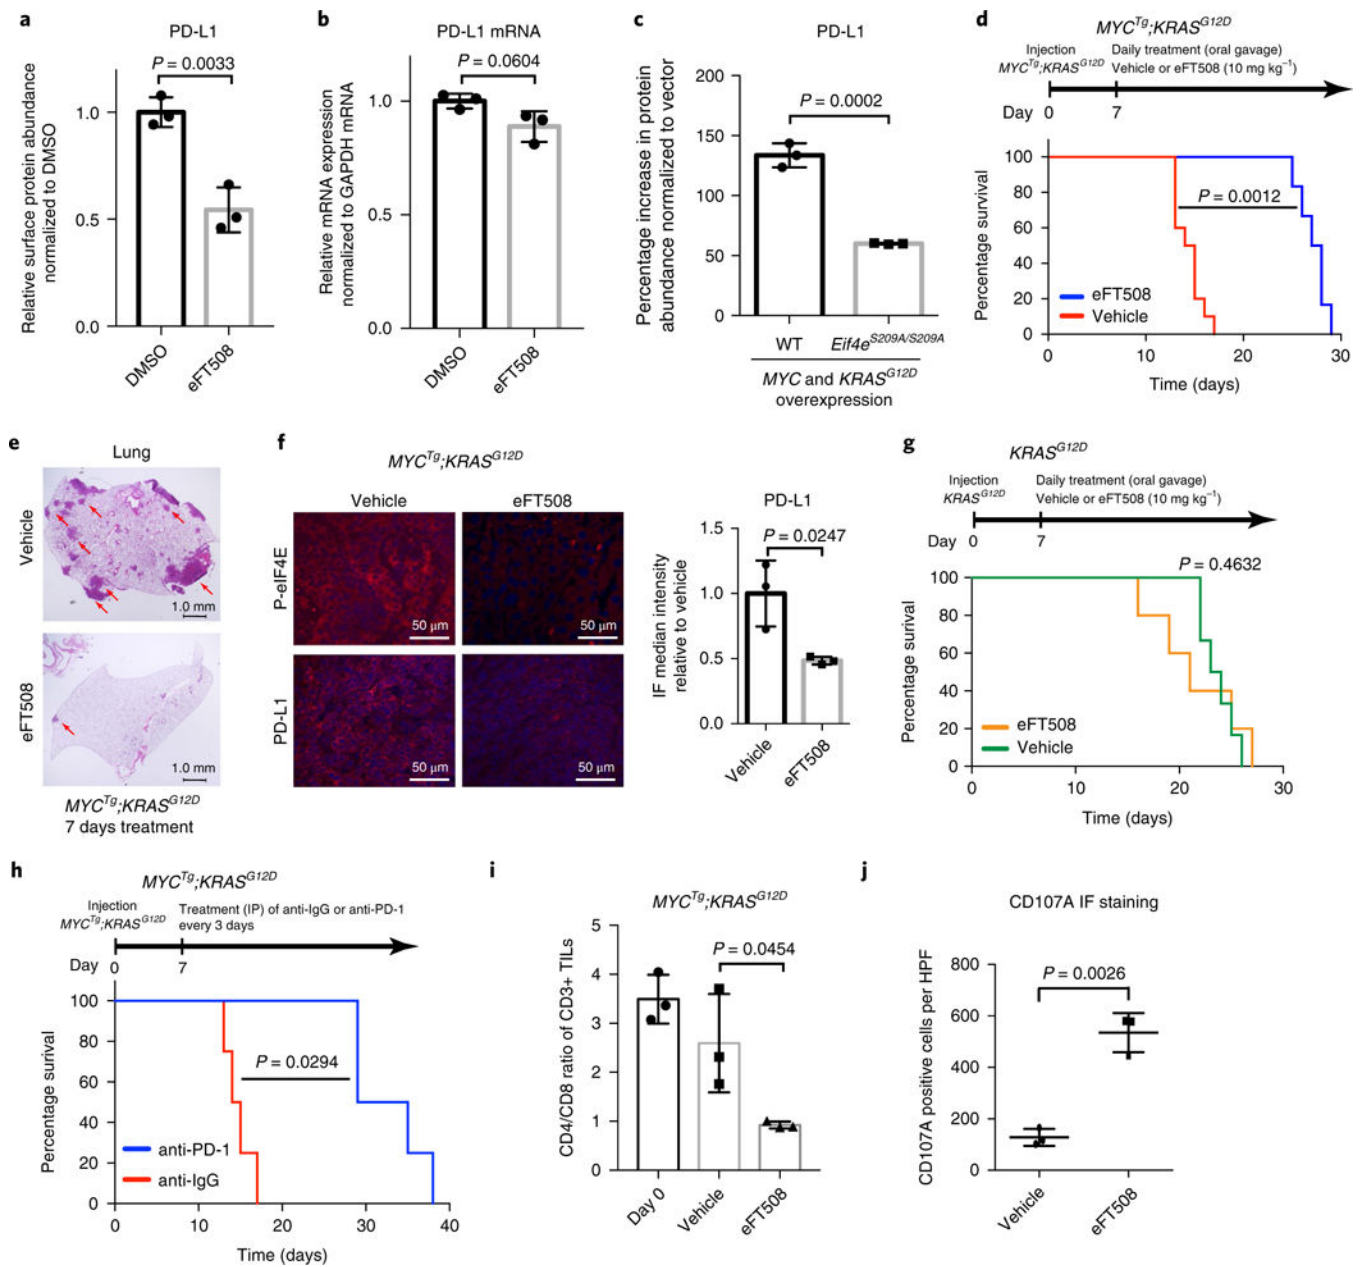 a
PD-L1
P = 0.0033
Relative surface protein abundance
normalized to DMSO
1.0
0.5
0.0
DMSO
eFT508
b
PD-L1 mRNA
P = 0.0604
Relative mRNA expression
normalized to GAPDH mRNA
1.0
0.5
0.0
DMSO
eFT508
c
PD-L1
P = 0.0002
Percentage increase in protein
abundance normalized to vector
200
150
100
50
0
WT
Eif4e^S209A/S209A
MYC and KRAS^G12D
overexpression
d
MYC^Tg;KRAS^G12D
Injection
MYC^Tg;KRAS^G12D
Daily treatment (oral gavage)
Vehicle or eFT508 (10 mg kg⁻¹)
Day 0 7
Percentage survival
100
80
60
40
20
0
P = 0.0012
eFT508
Vehicle
0 10 20 30
Time (days)
e
Lung
Vehicle
1.0 mm
eFT508
1.0 mm
MYC^Tg;KRAS^G12D
7 days treatment
f
MYC^Tg;KRAS^G12D
Vehicle eFT508
P-eIF4E
50 μm
50 μm
PD-L1
50 μm
50 μm
PD-L1
P = 0.0247
IF median intensity
relative to vehicle
1.5
1.0
0.5
0.0
Vehicle
eFT508
g
KRAS^G12D
Injection
KRAS^G12D
Daily treatment (oral gavage)
Vehicle or eFT508 (10 mg kg⁻¹)
Day 0 7
P = 0.4632
Percentage surival
100
80
60
40
20
0
eFT508
Vehicle
0 10 20 30
Time (days)
h
MYC^Tg;KRAS^G12D
Injection
MYC^Tg;KRAS^G12D
Treatment (IP) of anti-IgG or anti-PD-1
every 3 days
Day 0 7
Percentage surival
100
80
60
40
20
0
P = 0.0294
anti-PD-1
anti-IgG
0 10 20 30 40
Time (days)
i
MYC^Tg;KRAS^G12D
P = 0.0454
CD4/CD8 ratio of CD3+ TILs
5
4
3
2
1
0
Day 0
Vehicle
eFT508
j
CD107A IF staining
P = 0.0026
CD107A positive cells per HPF
800
600
400
200
0
Vehicle
eFT508